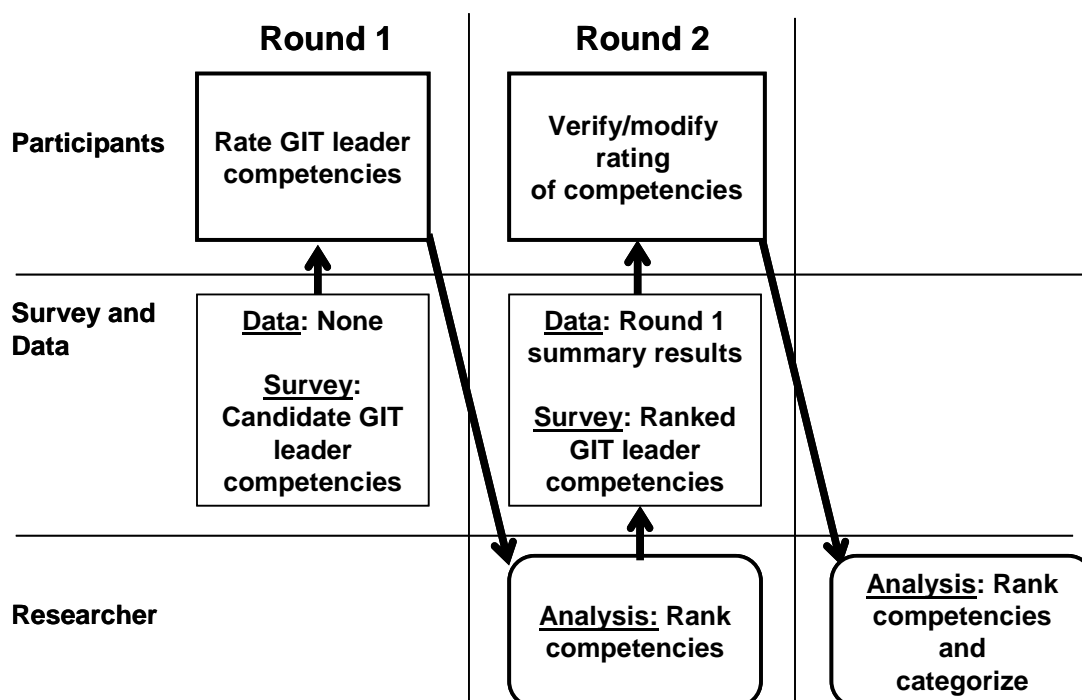 Round 1
Round 2
Participants
Rate GIT leader
competencies
Verify/modify
rating
of competencies
Survey and
Data
Data: None
Survey:
Candidate GIT
leader
competencies
Data: Round 1
summary results
Survey: Ranked
GIT leader
competencies
Researcher
Analysis: Rank
competencies
Analysis: Rank
competencies
and
categorize